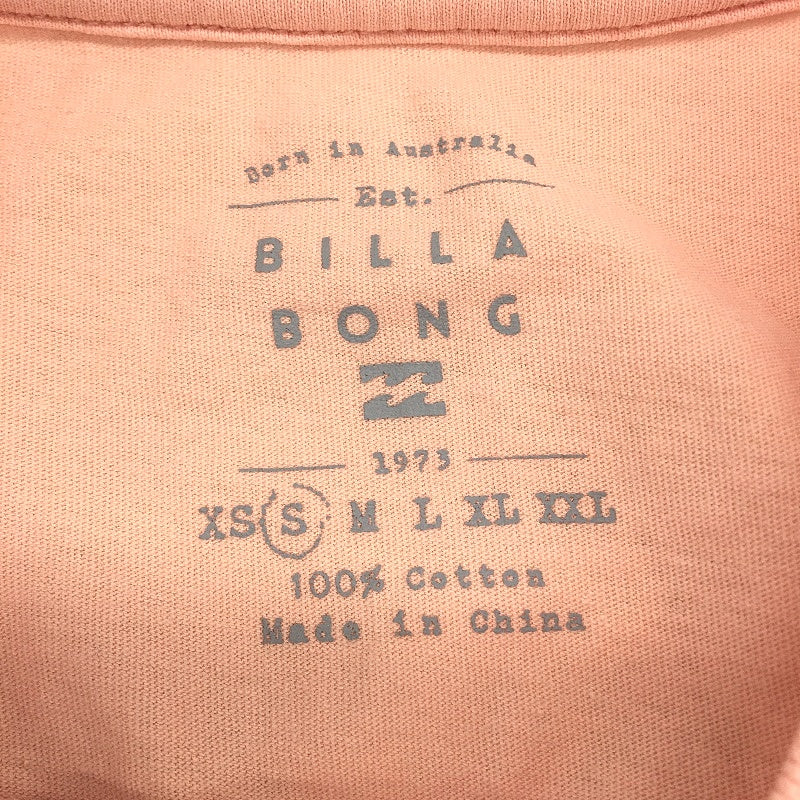 Born in Australia
Est.
BILLA
BONG
1973
XS S M L XL XXL
100% Cotton
Made in China